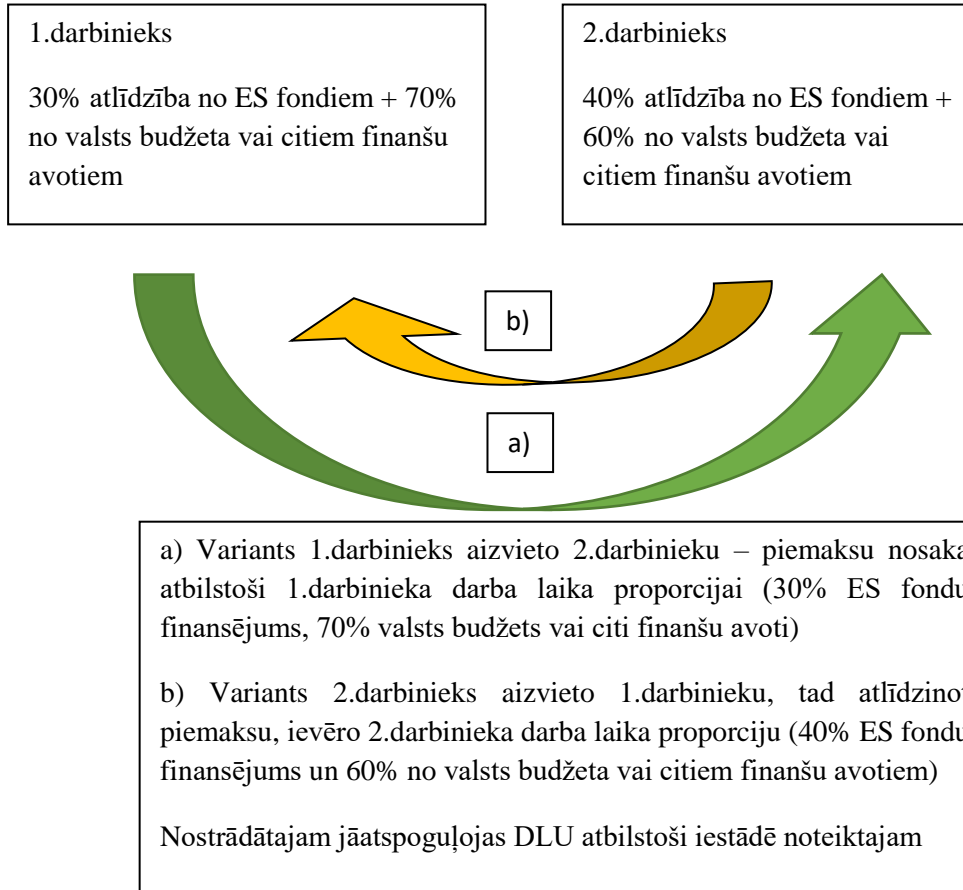 1.darbinieks
30% atlīdzība no ES fondiem + 70%
no valsts budžeta vai citiem finanšu
avotiem
2.darbinieks
40% atlīdzība no ES fondiem +
60% no valsts budžeta vai
citiem finanšu avotiem
b)
a)
a) Variants 1.darbinieks aizvieto 2.darbinieku – piemaksu nosaka
atbilstoši 1.darbinieka darba laika proporcijai (30% ES fondu
finansējums, 70% valsts budžets vai citi finanšu avoti)
b) Variants 2.darbinieks aizvieto 1.darbinieku, tad atlīdzinot
piemaksu, ievēro 2.darbinieka darba laika proporciju (40% ES fondu
finansējums un 60% no valsts budžeta vai citiem finanšu avotiem)
Nostrādātajam jāatspoguļojas DLU atbilstoši iestādē noteiktajam